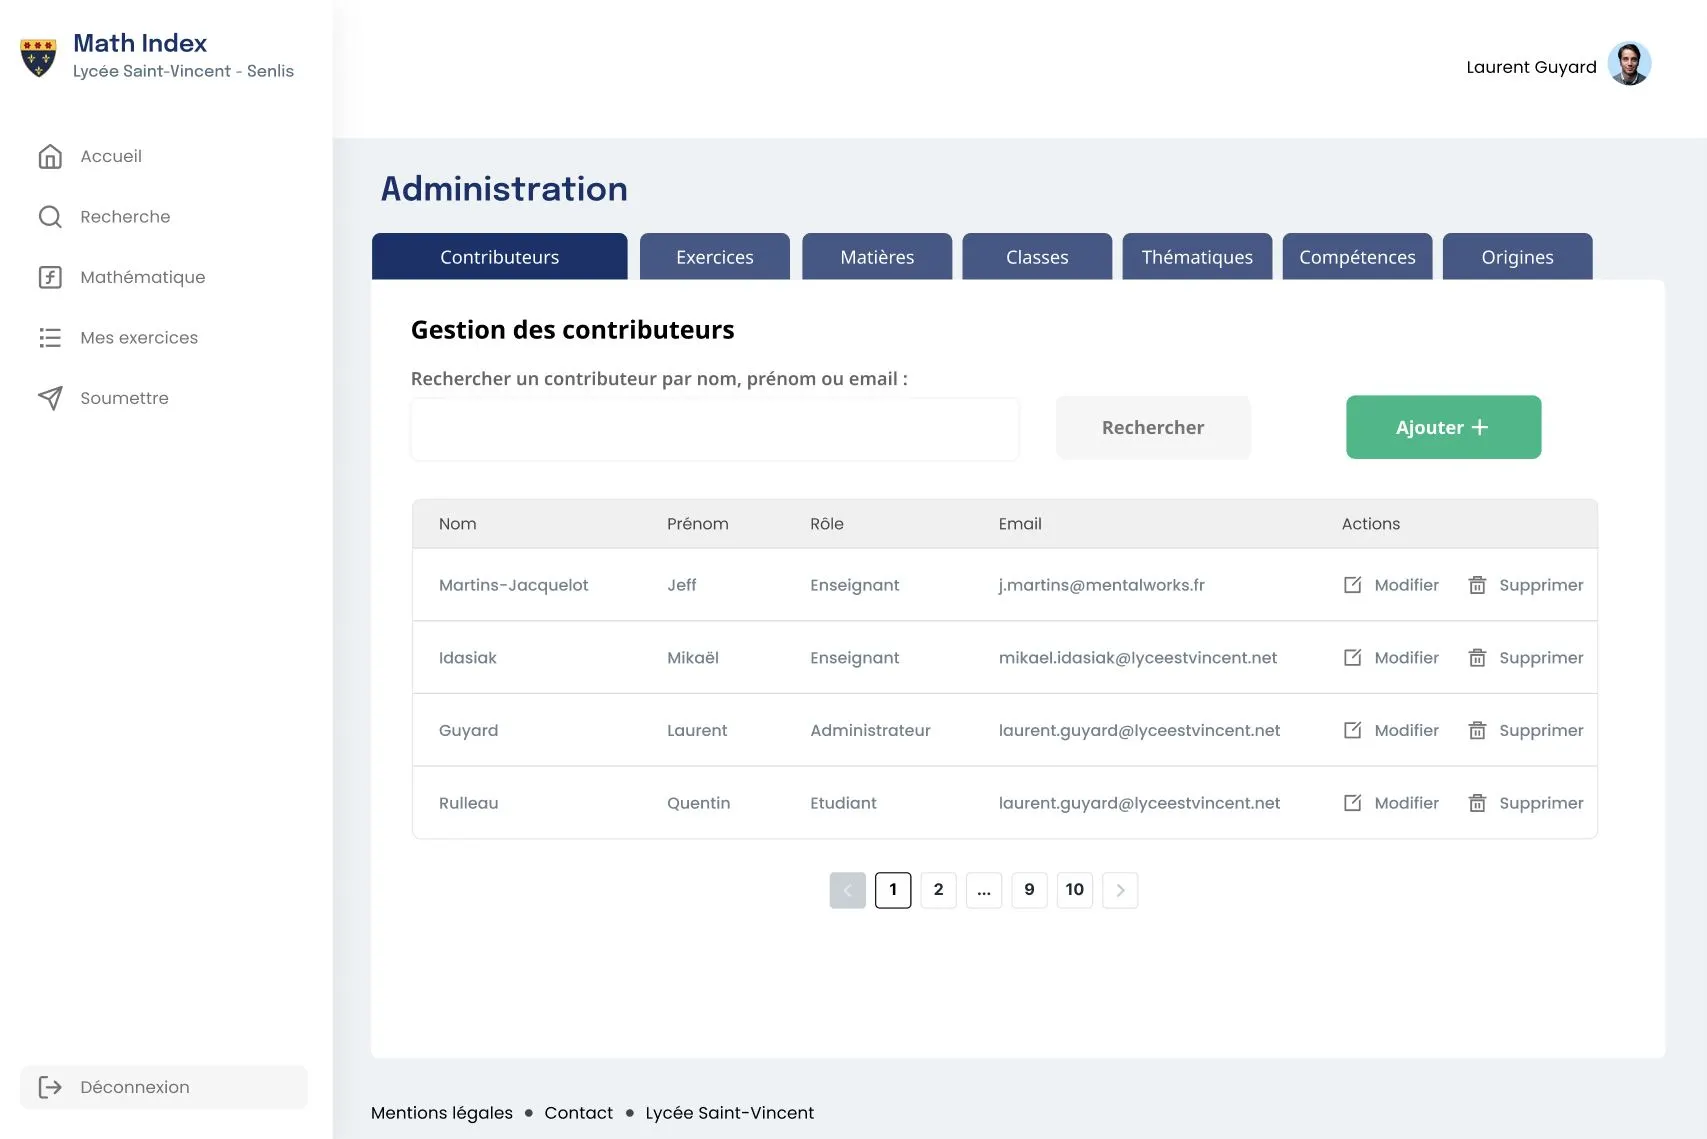 Math Index
Lycée Saint-Vincent - Senlis
Laurent Guyard
Accueil
Recherche
Mathématique
Mes exercices
Soumettre
Déconnexion
Administration
Contributeurs Exercices Matières Classes Thématiques Compétences Origines
Gestion des contributeurs
Rechercher un contributeur par nom, prénom ou email :
Rechercher Ajouter +
Nom Prénom Rôle Email Actions
Martins-Jacquelot Jeff Enseignant j.martins@mentalworks.fr Modifier Supprimer
Idasiak Mikaël Enseignant mikael.idasiak@lyceestvincent.net Modifier Supprimer
Guyard Laurent Administrateur laurent.guyard@lyceestvincent.net Modifier Supprimer
Rulleau Quentin Etudiant laurent.guyard@lyceestvincent.net Modifier Supprimer
1 2 ... 9 10
Mentions légales • Contact • Lycée Saint-Vincent